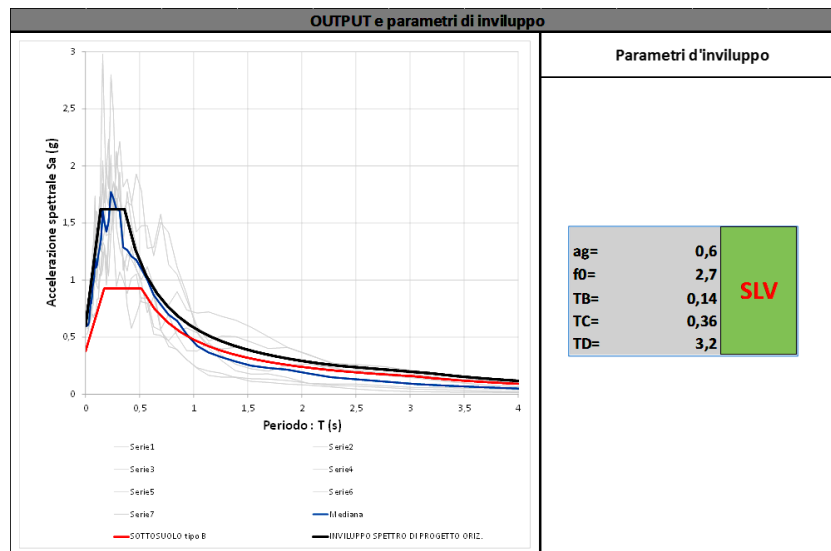 OUTPUT e parametri di inviluppo
Parametri d'inviluppo
Accelerazione spettrale Sa (g)
3
2,5
2
1,5
1
0,5
0
0 0,5 1 1,5 2 2,5 3 3,5 4
Periodo : T (s)
Serie1 Serie2
Serie3 Serie4
Serie5 Serie6
Serie7 Mediana
SOTTOSUOLO tipo B INVILUPPO SPETTRO DI PROGETTO ORIZ.
ag= 0,6
f0= 2,7
TB= 0,14
TC= 0,36
TD= 3,2
SLV